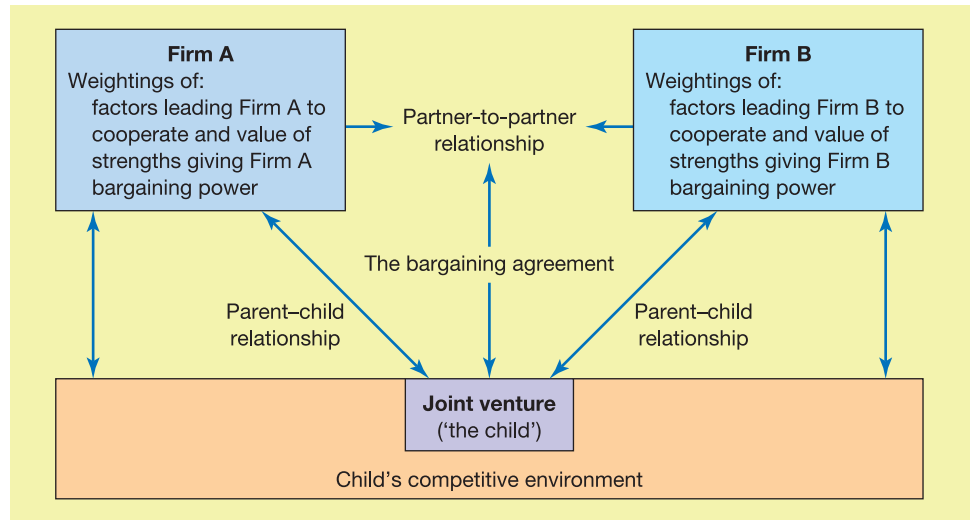 Firm A
Weightings of:
factors leading Firm A to
cooperate and value of
strengths giving Firm A
bargaining power
Partner-to-partner
relationship
Firm B
Weightings of:
factors leading Firm B to
cooperate and value of
strengths giving Firm B
bargaining power
The bargaining agreement
Parent–child
relationship
Parent–child
relationship
Joint venture
(‘the child’)
Child’s competitive environment